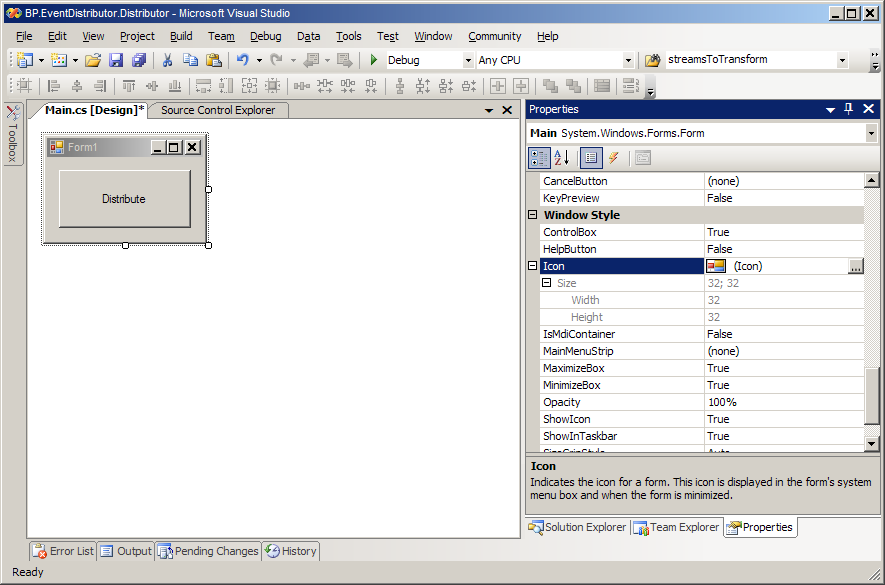 BP.EventDistributor.Distributor - Microsoft Visual Studio
File Edit View Project Build Team Debug Data Tools Test Window Community Help
Debug Any CPU streamsToTransform
Toolbox
Main.cs [Design]* Source Control Explorer
Form1
Distribute
Properties
Main System.Windows.Forms.Form
CancelButton (none)
KeyPreview False
Window Style
ControlBox True
HelpButton False
Icon (Icon) ...
Size 32; 32
Width 32
Height 32
IsMdiContainer False
MainMenuStrip (none)
MaximizeBox True
MinimizeBox True
Opacity 100%
ShowIcon True
ShowInTaskbar True
SizeGripStyle Auto
Icon
Indicates the icon for a form. This icon is displayed in the form's system
menu box and when the form is minimized.
Solution Explorer Team Explorer Properties
Error List Output Pending Changes History
Ready